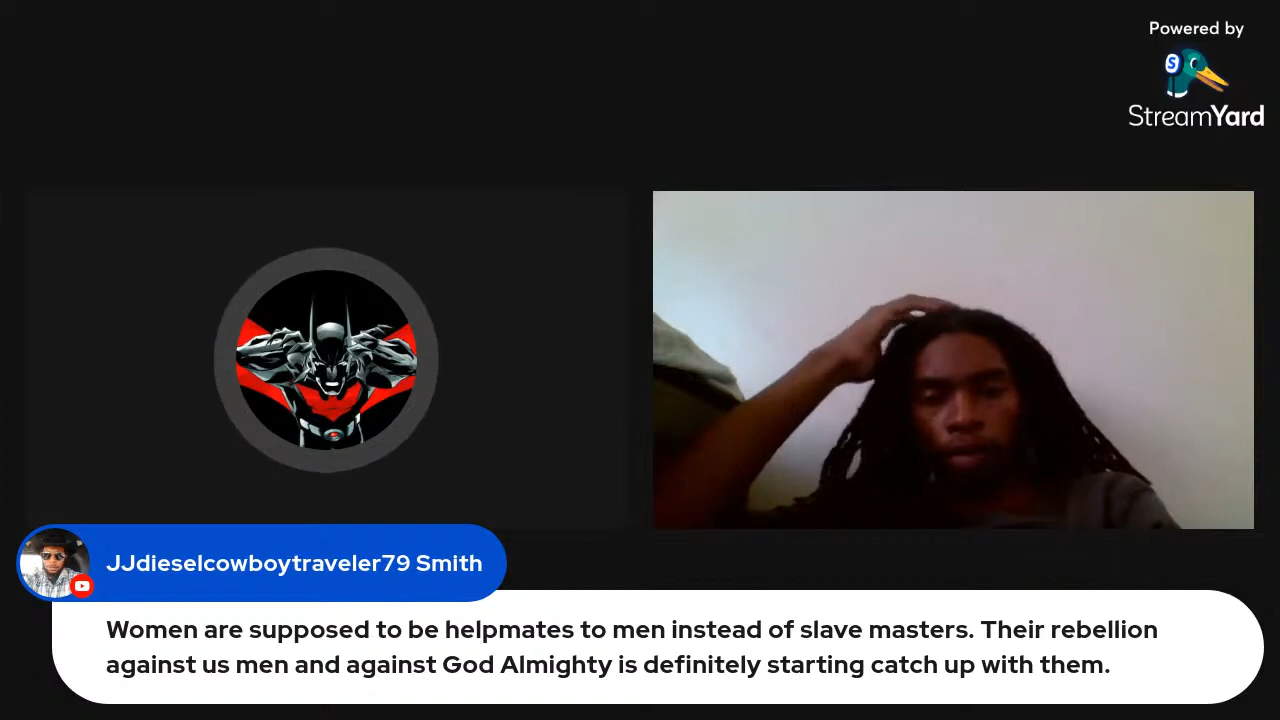 Powered by
S
StreamYard
JJdieselcowboytraveler79 Smith
Women are supposed to be helpmates to men instead of slave masters. Their rebellion
against us men and against God Almighty is definitely starting catch up with them.